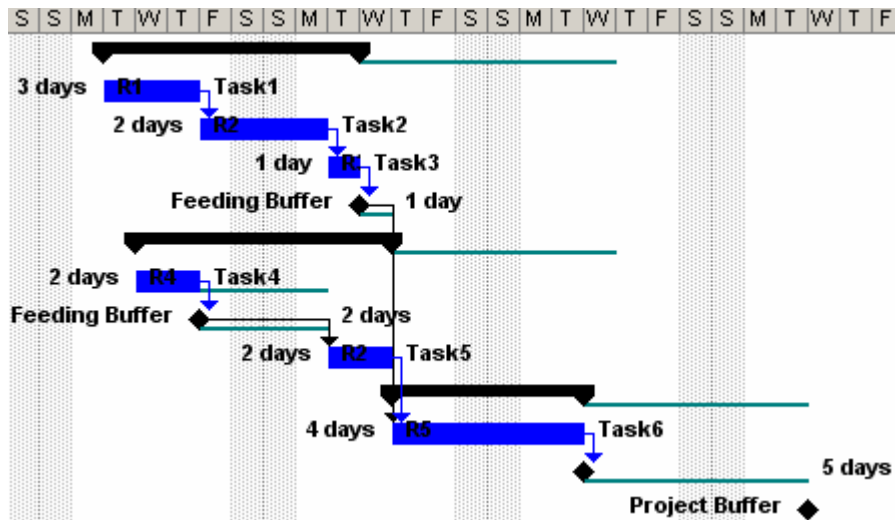 S S M T W T F S S M T W T F S S M T W T F S S M T W T F
3 days R1 Task1
2 days R2 Task2
1 day R Task3
Feeding Buffer 1 day
2 days R4 Task4
Feeding Buffer 2 days
2 days R2 Task5
4 days R5 Task6
5 days
Project Buffer